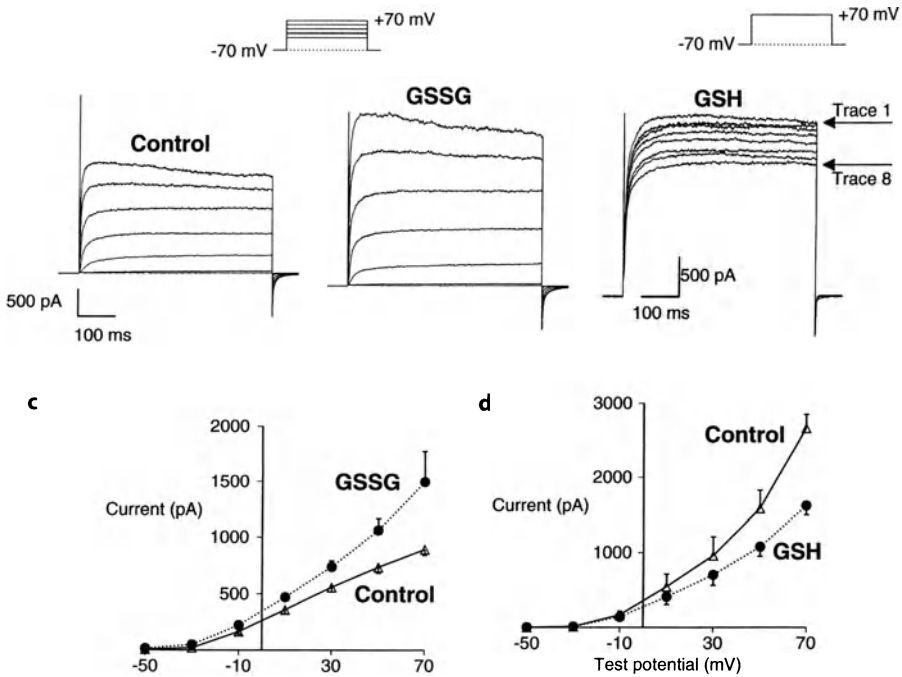 +70 mV
-70 mV
+70 mV
-70 mV
Control
500 pA
100 ms
GSSG
GSH
Trace 1
Trace 8
500 pA
100 ms
c
2000
1500
1000
500
Current (pA)
GSSG
Control
-50
-10
30
70
d
3000
2000
1000
Current (pA)
Control
GSH
-50
-10
30
70
Test potential (mV)